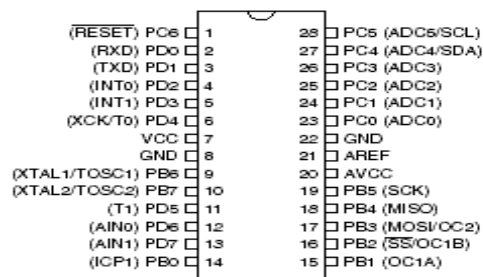 (RESET) PC6 1 28 PC5 (ADC5/SCL)
(RXD) PD0 2 27 PC4 (ADC4/SDA)
(TXD) PD1 3 26 PC3 (ADC3)
(INT0) PD2 4 25 PC2 (ADC2)
(INT1) PD3 5 24 PC1 (ADC1)
(XCK/T0) PD4 6 23 PC0 (ADC0)
VCC 7 22 GND
GND 8 21 AREF
(XTAL1/TOSC1) PB6 9 20 AVCC
(XTAL2/TOSC2) PB7 10 19 PB5 (SCK)
(T1) PD5 11 18 PB4 (MISO)
(AIN0) PD6 12 17 PB3 (MOSI/OC2)
(AIN1) PD7 13 16 PB2 (SS/OC1B)
(ICP1) PB0 14 15 PB1 (OC1A)